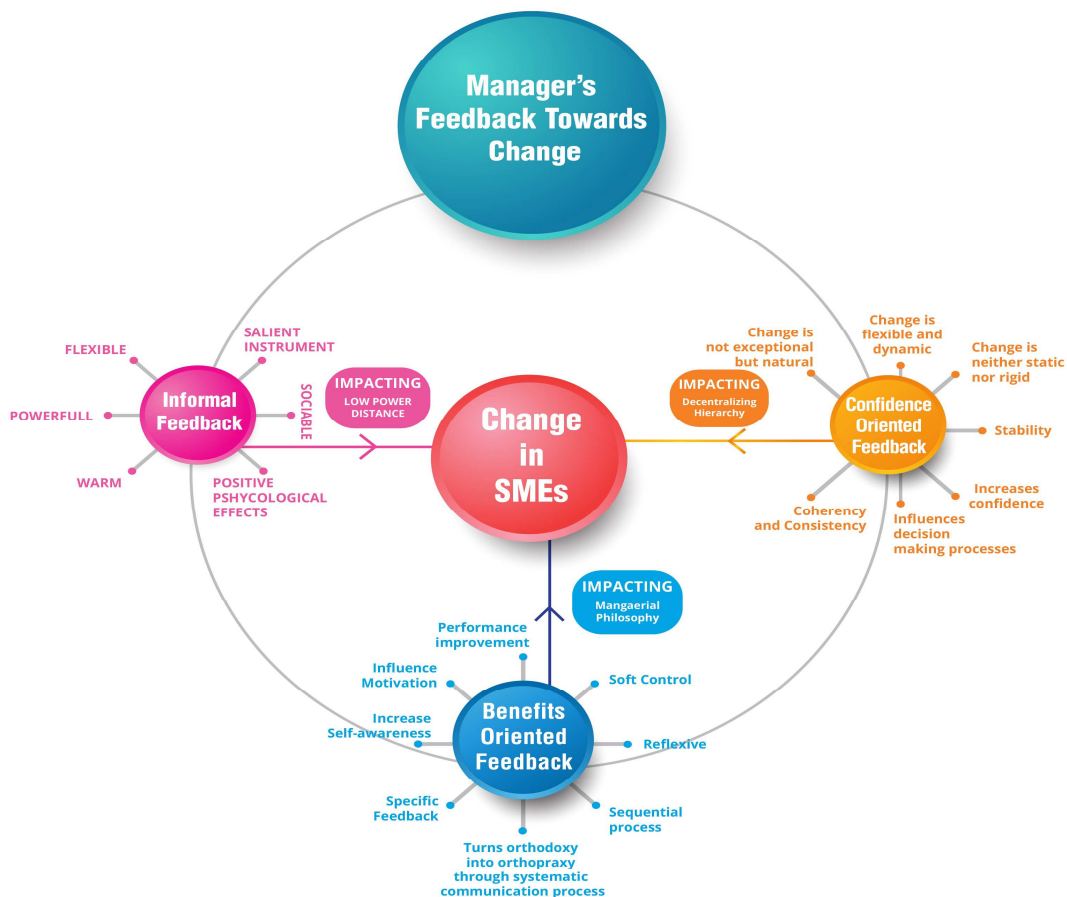 Manager's
Feedback Towards
Change
FLEXIBLE
SALIENT
INSTRUMENT
POWERFULL
Informal
Feedback
SOCIABLE
WARM
POSITIVE
PSHYCOLOGICAL
EFFECTS
IMPACTING
LOW POWER
DISTANCE
Change
in
SMEs
IMPACTING
Decentralizing
Hierarchy
Change is
not exceptional
but natural
Change is
flexible and
dynamic
Change is
neither static
nor rigid
Confidence
Oriented
Feedback
Stability
Increases
confidence
Influences
decision
making processes
Coherency
and Consistency
IMPACTING
Mangaerial
Philosophy
Performance
improvement
Influence
Motivation
Soft Control
Increase
Self-awareness
Benefits
Oriented
Feedback
Reflexive
Specific
Feedback
Sequential
process
Turns orthodoxy
into orthopraxy
through systematic
communication process